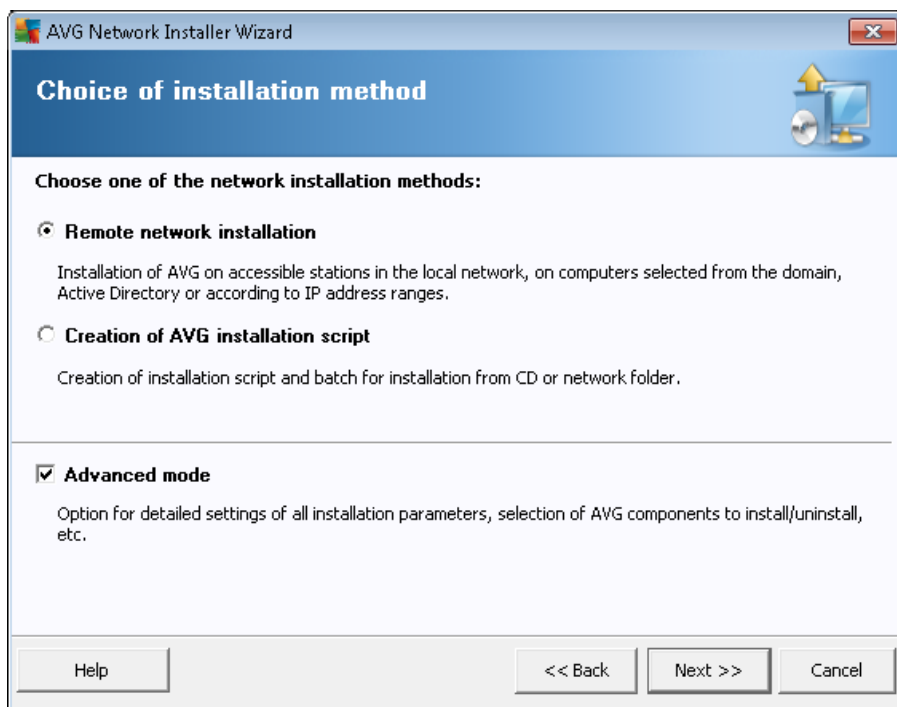 AVG Network Installer Wizard
Choice of installation method
Choose one of the network installation methods:
Remote network installation
Installation of AVG on accessible stations in the local network, on computers selected from the domain,
Active Directory or according to IP address ranges.
Creation of AVG installation script
Creation of installation script and batch for installation from CD or network folder.
Advanced mode
Option for detailed settings of all installation parameters, selection of AVG components to install/uninstall,
etc.
Help << Back Next >> Cancel